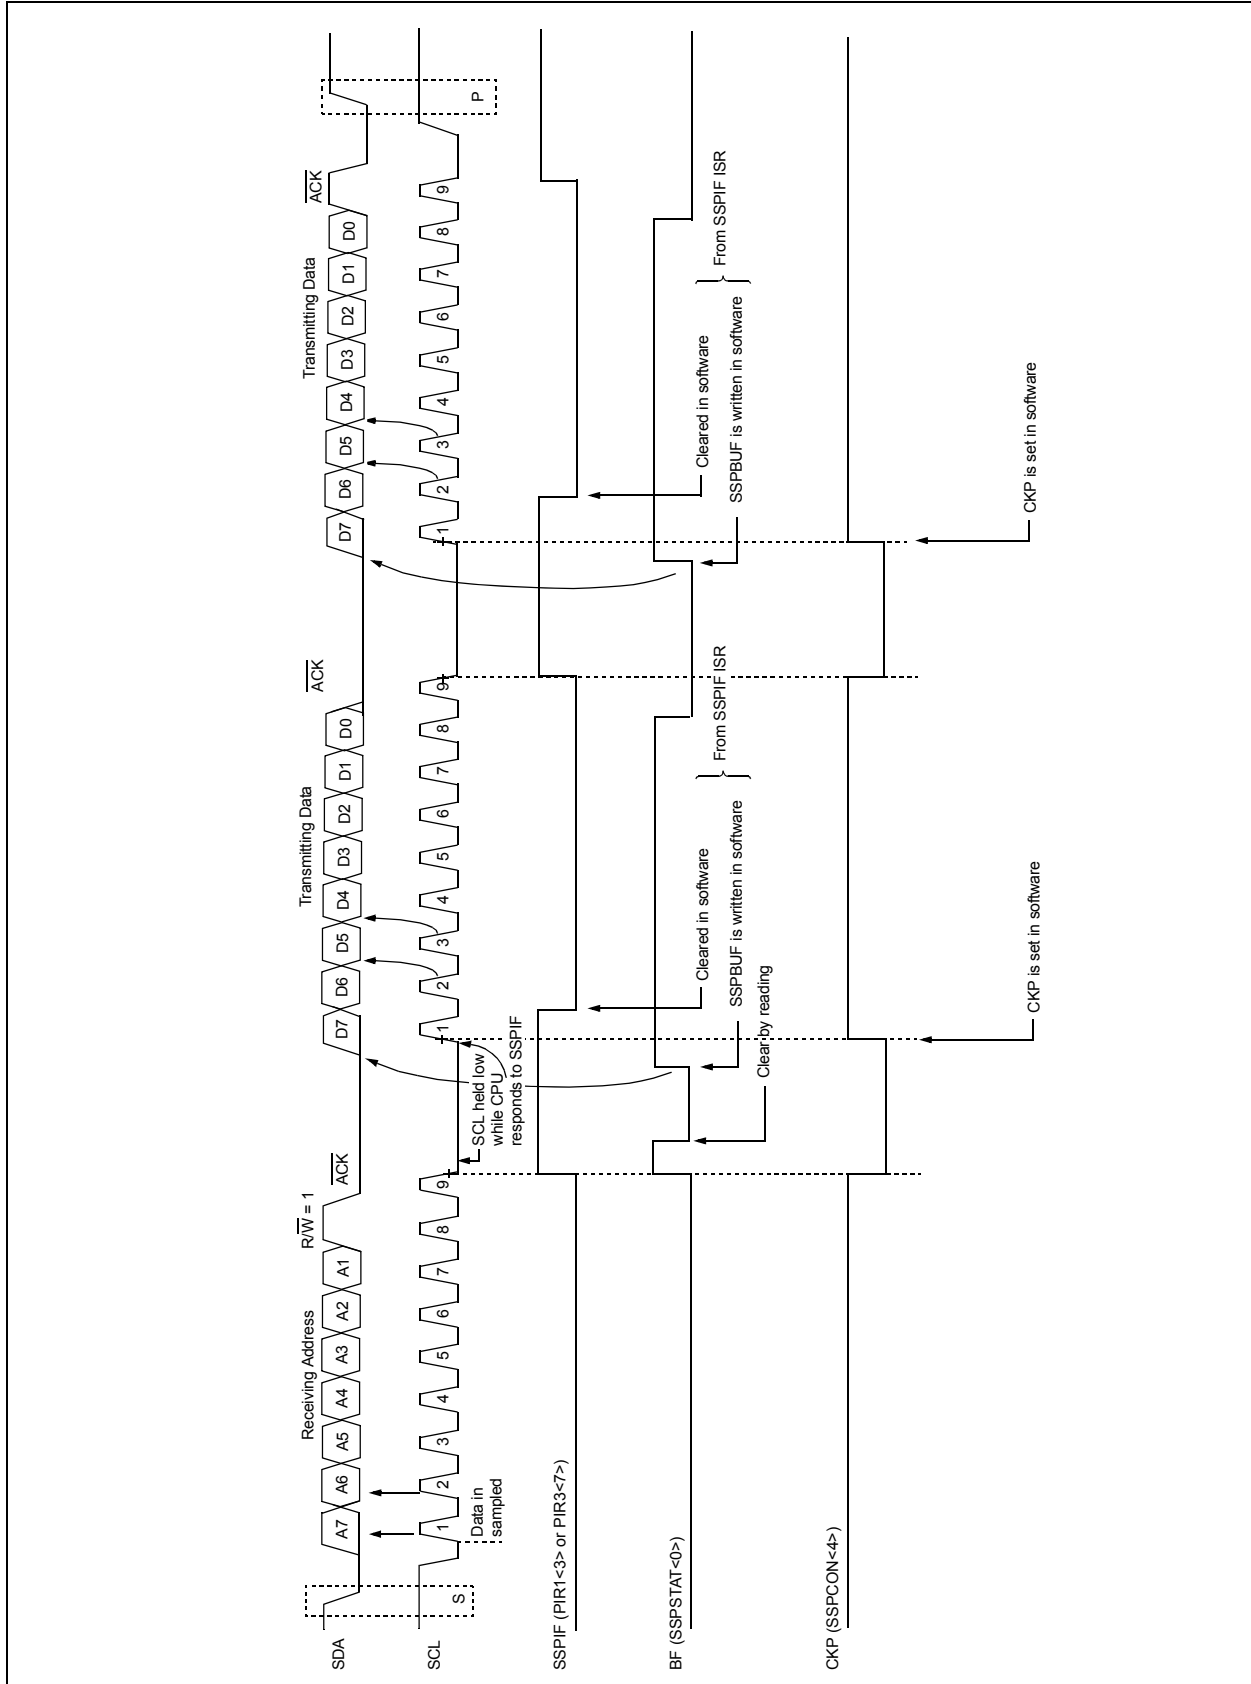 Receiving Address
R/W = 1
ACK
Transmitting Data
ACK
Transmitting Data
ACK
SDA
A7
A6
A5
A4
A3
A2
A1
D7
D6
D5
D4
D3
D2
D1
D0
D7
D6
D5
D4
D3
D2
D1
D0
SCL
S
1
2
3
4
5
6
7
8
9
1
2
3
4
5
6
7
8
9
1
2
3
4
5
6
7
8
9
P
Data in
sampled
SCL held low
while CPU
responds to SSPIF
SSPIF (PIR1<3> or PIR3<7>)
BF (SSPSTAT<0>)
Cleared in software
SSPBUF is written in software
From SSPIF ISR
Clear by reading
Cleared in software
SSPBUF is written in software
From SSPIF ISR
CKP (SSPCON<4>)
CKP is set in software
CKP is set in software